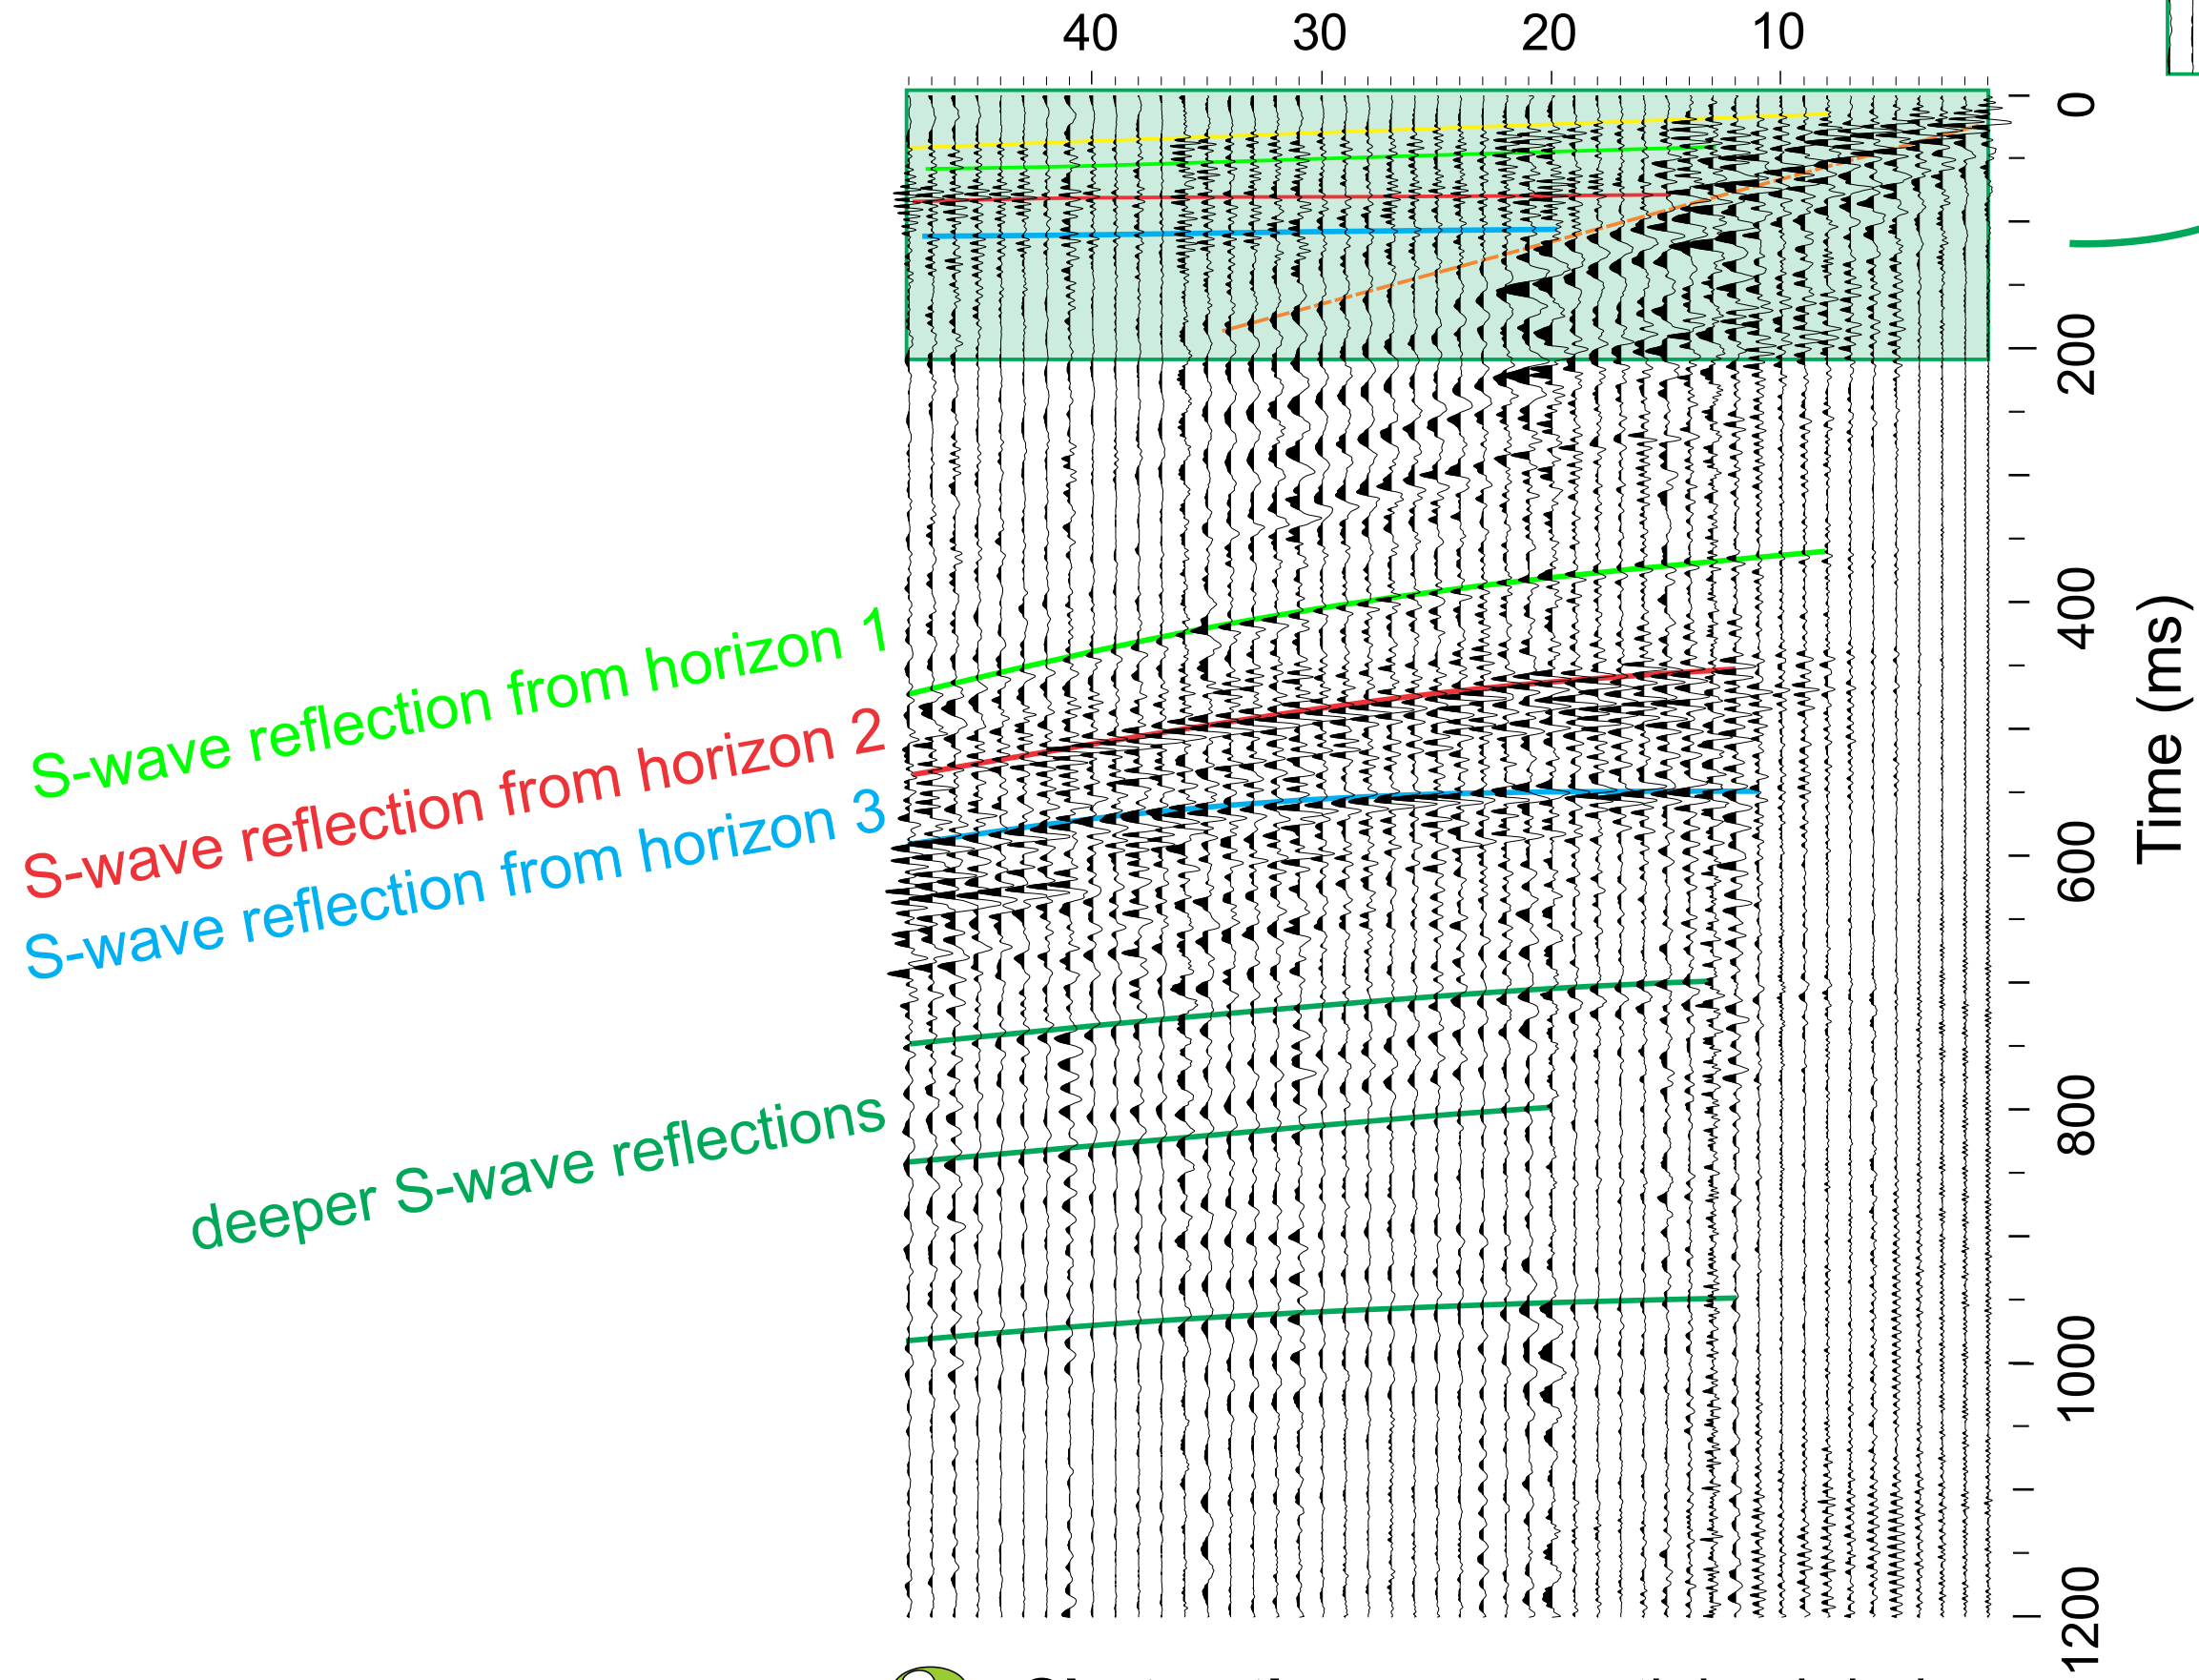 40 30 20 10
0
200
400
600
800
1000
1200
Time (ms)
S-wave reflection from horizon 1
S-wave reflection from horizon 2
S-wave reflection from horizon 3
deeper S-wave reflections